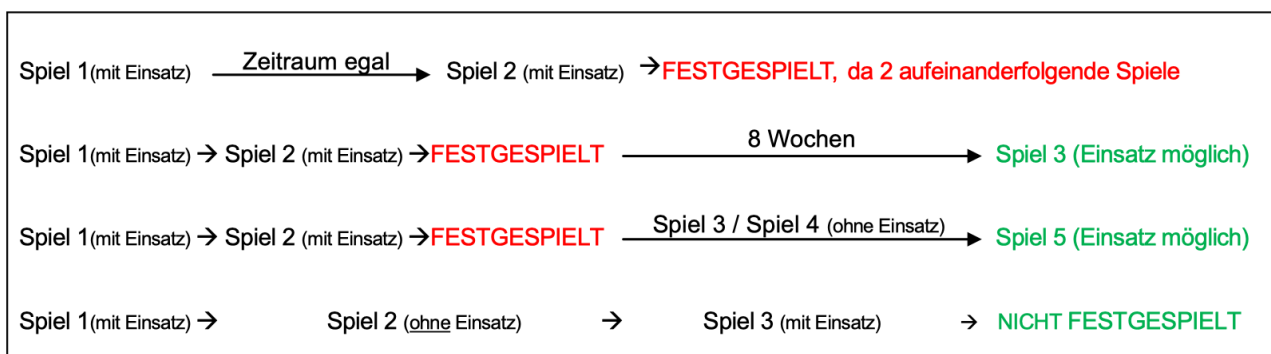 Spiel 1(mit Einsatz) Zeitraum egal Spiel 2 (mit Einsatz) →FESTGESPIELT, da 2 aufeinanderfolgende Spiele
Spiel 1(mit Einsatz) → Spiel 2 (mit Einsatz) →FESTGESPIELT 8 Wochen Spiel 3 (Einsatz möglich)
Spiel 1(mit Einsatz) → Spiel 2 (mit Einsatz) →FESTGESPIELT Spiel 3 / Spiel 4 (ohne Einsatz) Spiel 5 (Einsatz möglich)
Spiel 1(mit Einsatz) → Spiel 2 (ohne Einsatz) → Spiel 3 (mit Einsatz) → NICHT FESTGESPIELT